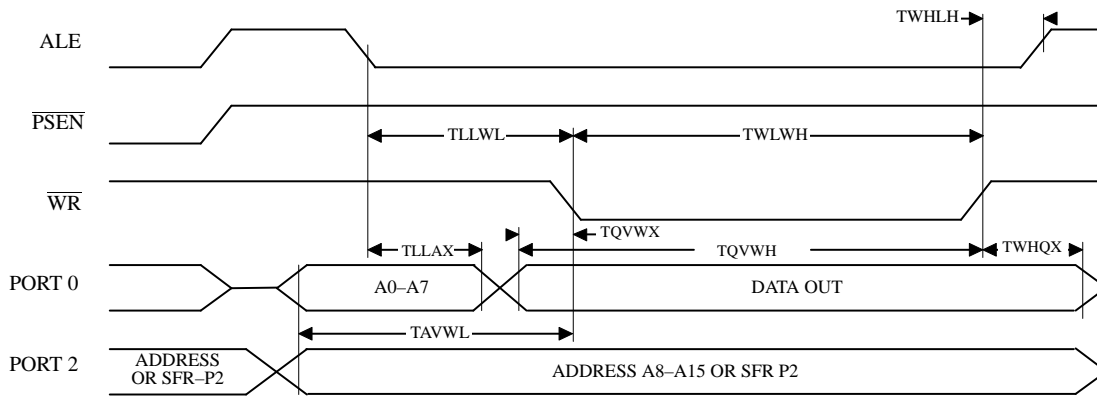 TWHLH
ALE
PSEN
TLLWL
TWLWH
WR
TQVWX
TLLAX
TQVWH
TWHQX
PORT 0
A0–A7
DATA OUT
TAVWL
PORT 2
ADDRESS
OR SFR–P2
ADDRESS A8–A15 OR SFR P2